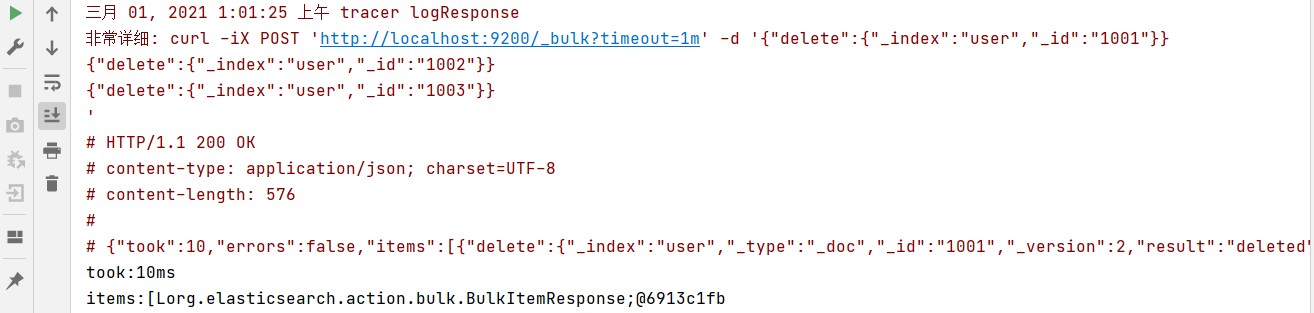 三月 01, 2021 1:01:25 上午 tracer logResponse
非常详细: curl -iX POST 'http://localhost:9200/_bulk?timeout=1m' -d '{"delete":{"_index":"user","_id":"1001"}}
{"delete":{"_index":"user","_id":"1002"}}
{"delete":{"_index":"user","_id":"1003"}}
'
# HTTP/1.1 200 OK
# content-type: application/json; charset=UTF-8
# content-length: 576
#
# {"took":10,"errors":false,"items":[{"delete":{"_index":"user","_type":"_doc","_id":"1001","_version":2,"result":"deleted"
took:10ms
items:[Lorg.elasticsearch.action.bulk.BulkItemResponse;@6913c1fb